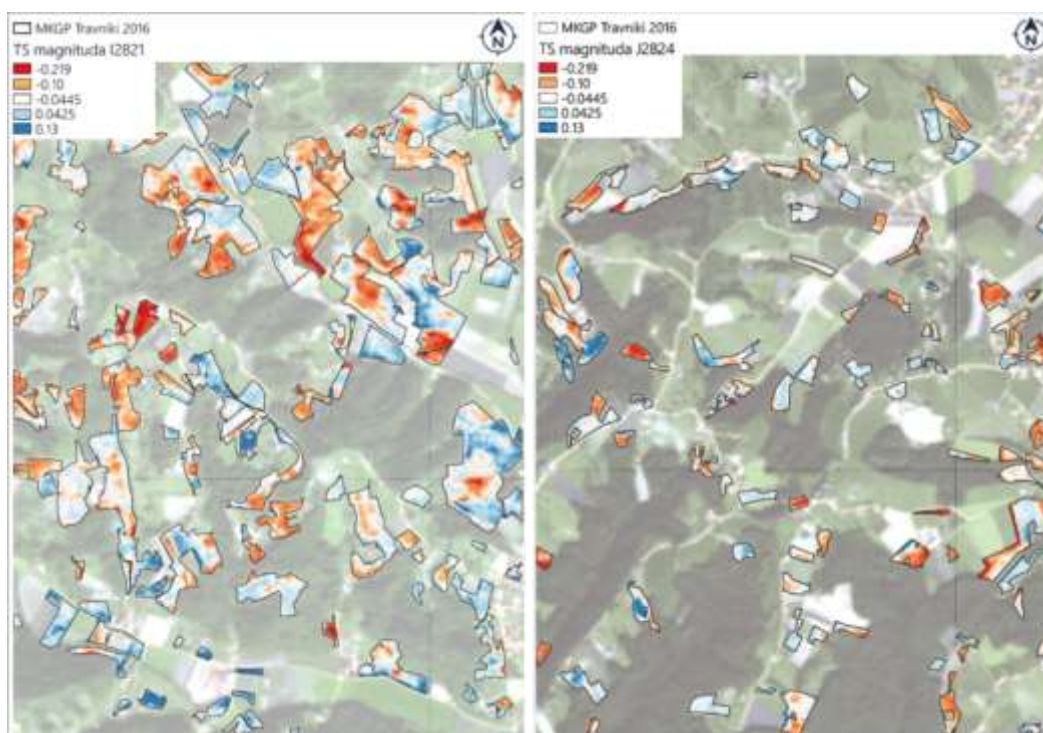 MKGP Travniki 2016
TS magnituda I2821
-0.219
-0.10
-0.0445
0.0425
0.13
N
MKGP Travniki 2016
TS magnituda J2824
-0.219
-0.10
-0.0445
0.0425
0.13
N